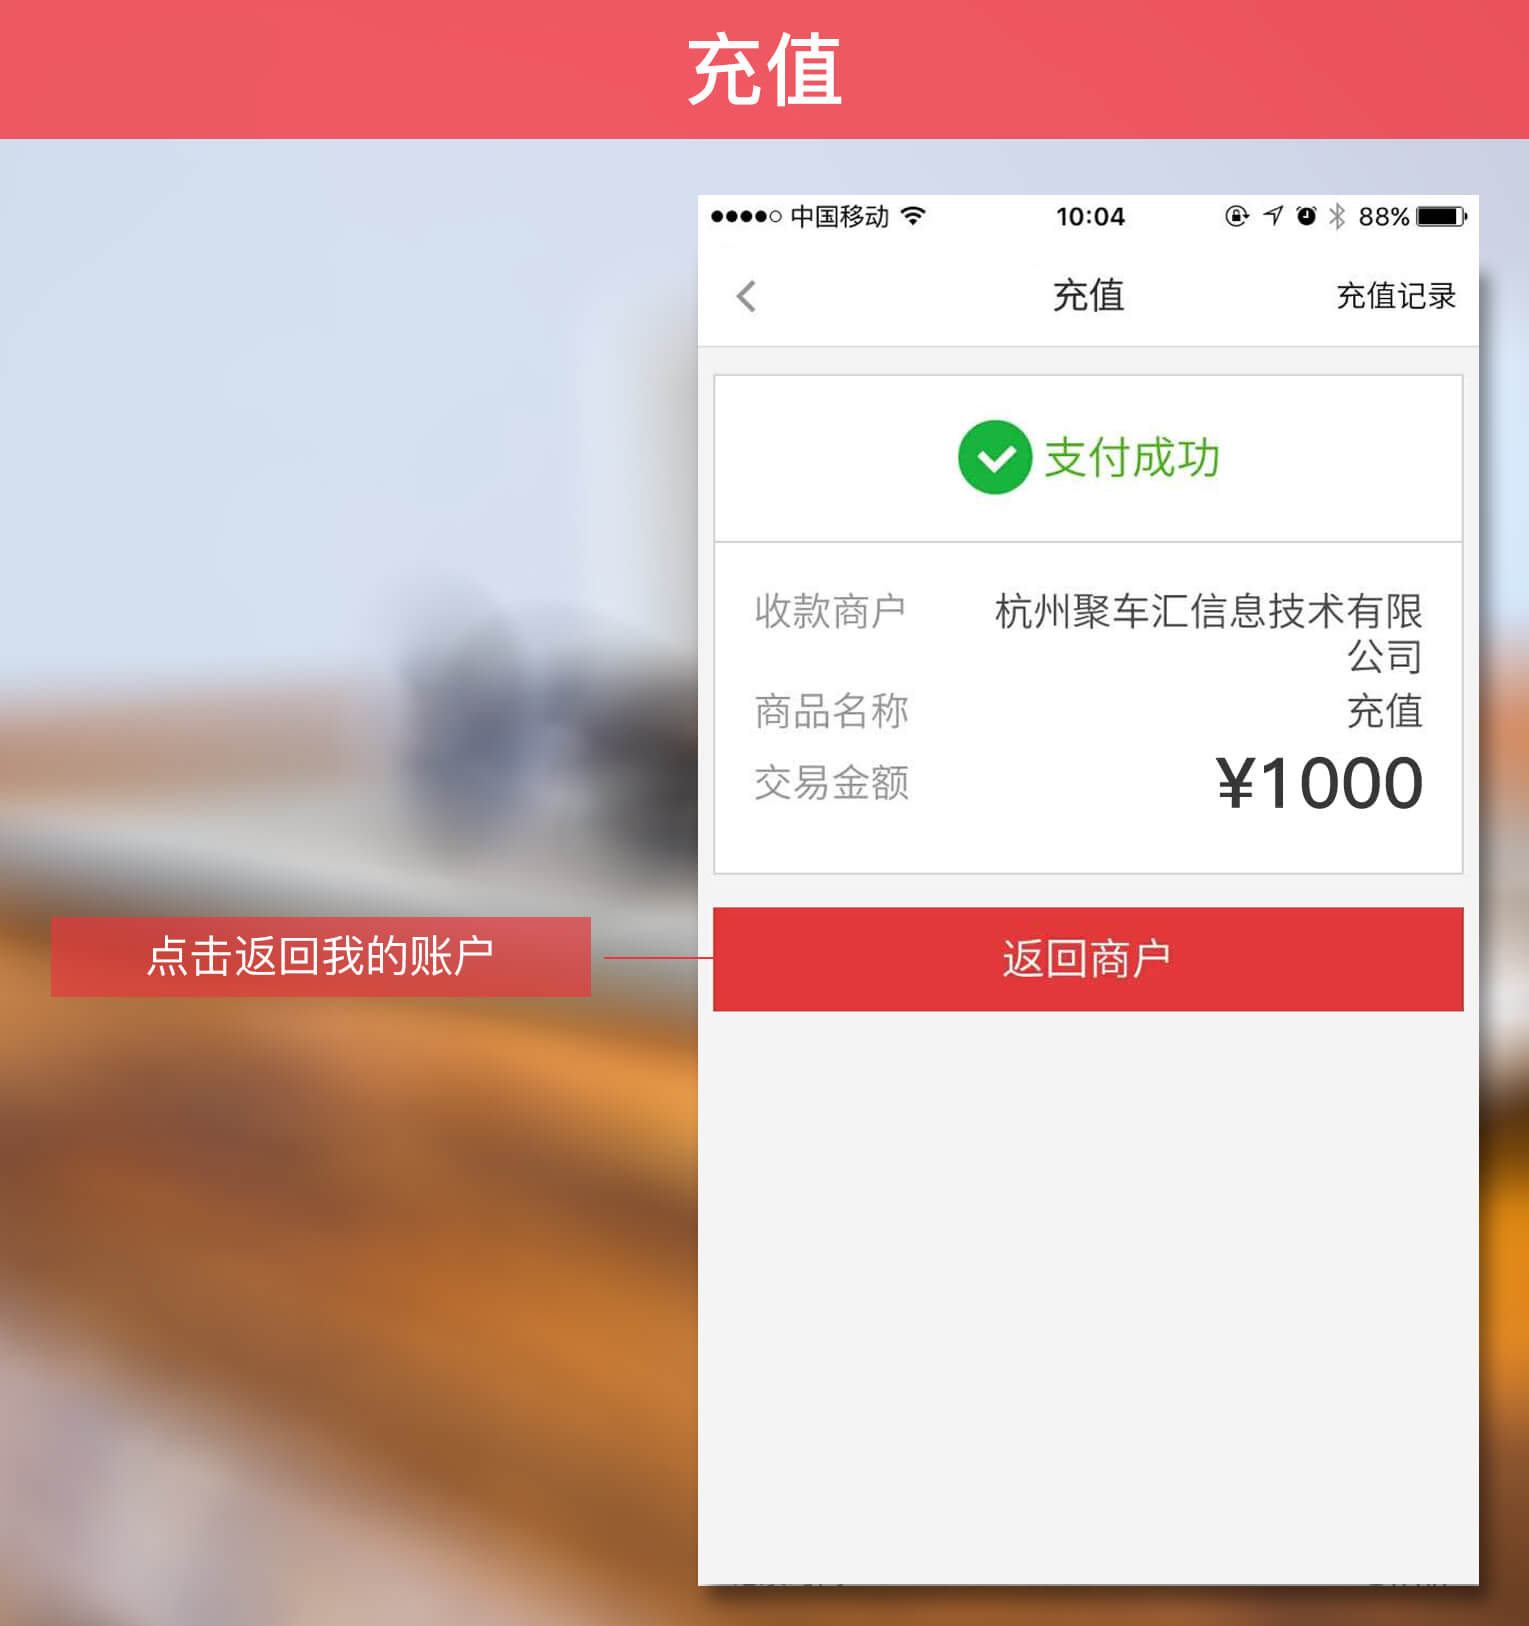 充值
中国移动 10:04 88%
充值 充值记录
支付成功
收款商户 杭州聚车汇信息技术有限
公司
商品名称 充值
交易金额 ¥1000
点击返回我的账户
返回商户